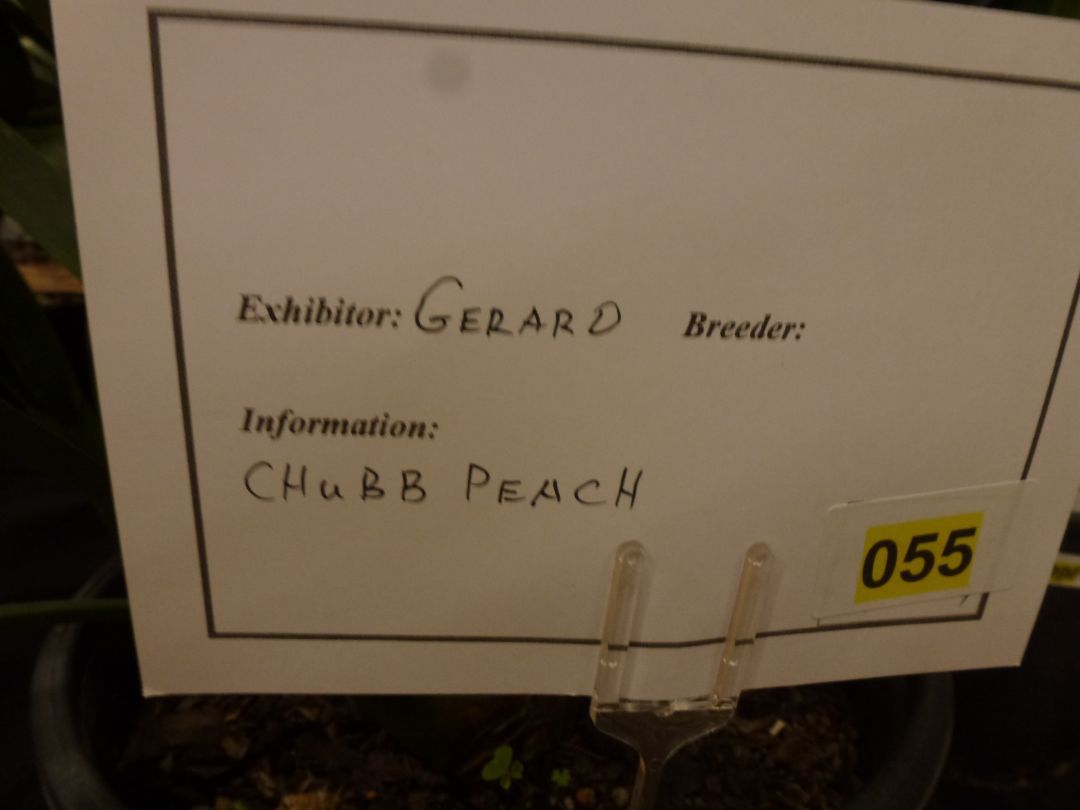 Exhibitor: GERARD Breeder:
Information:
CHUBB PEACH
055